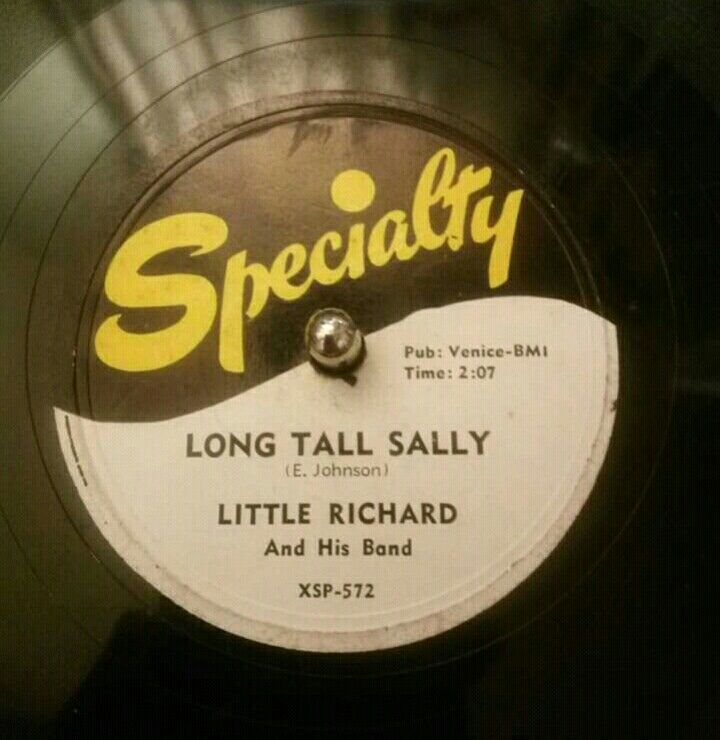 Specialty
Pub: Venice-BMI
Time: 2:07
LONG TALL SALLY
(E. Johnson)
LITTLE RICHARD
And His Band
XSP-572